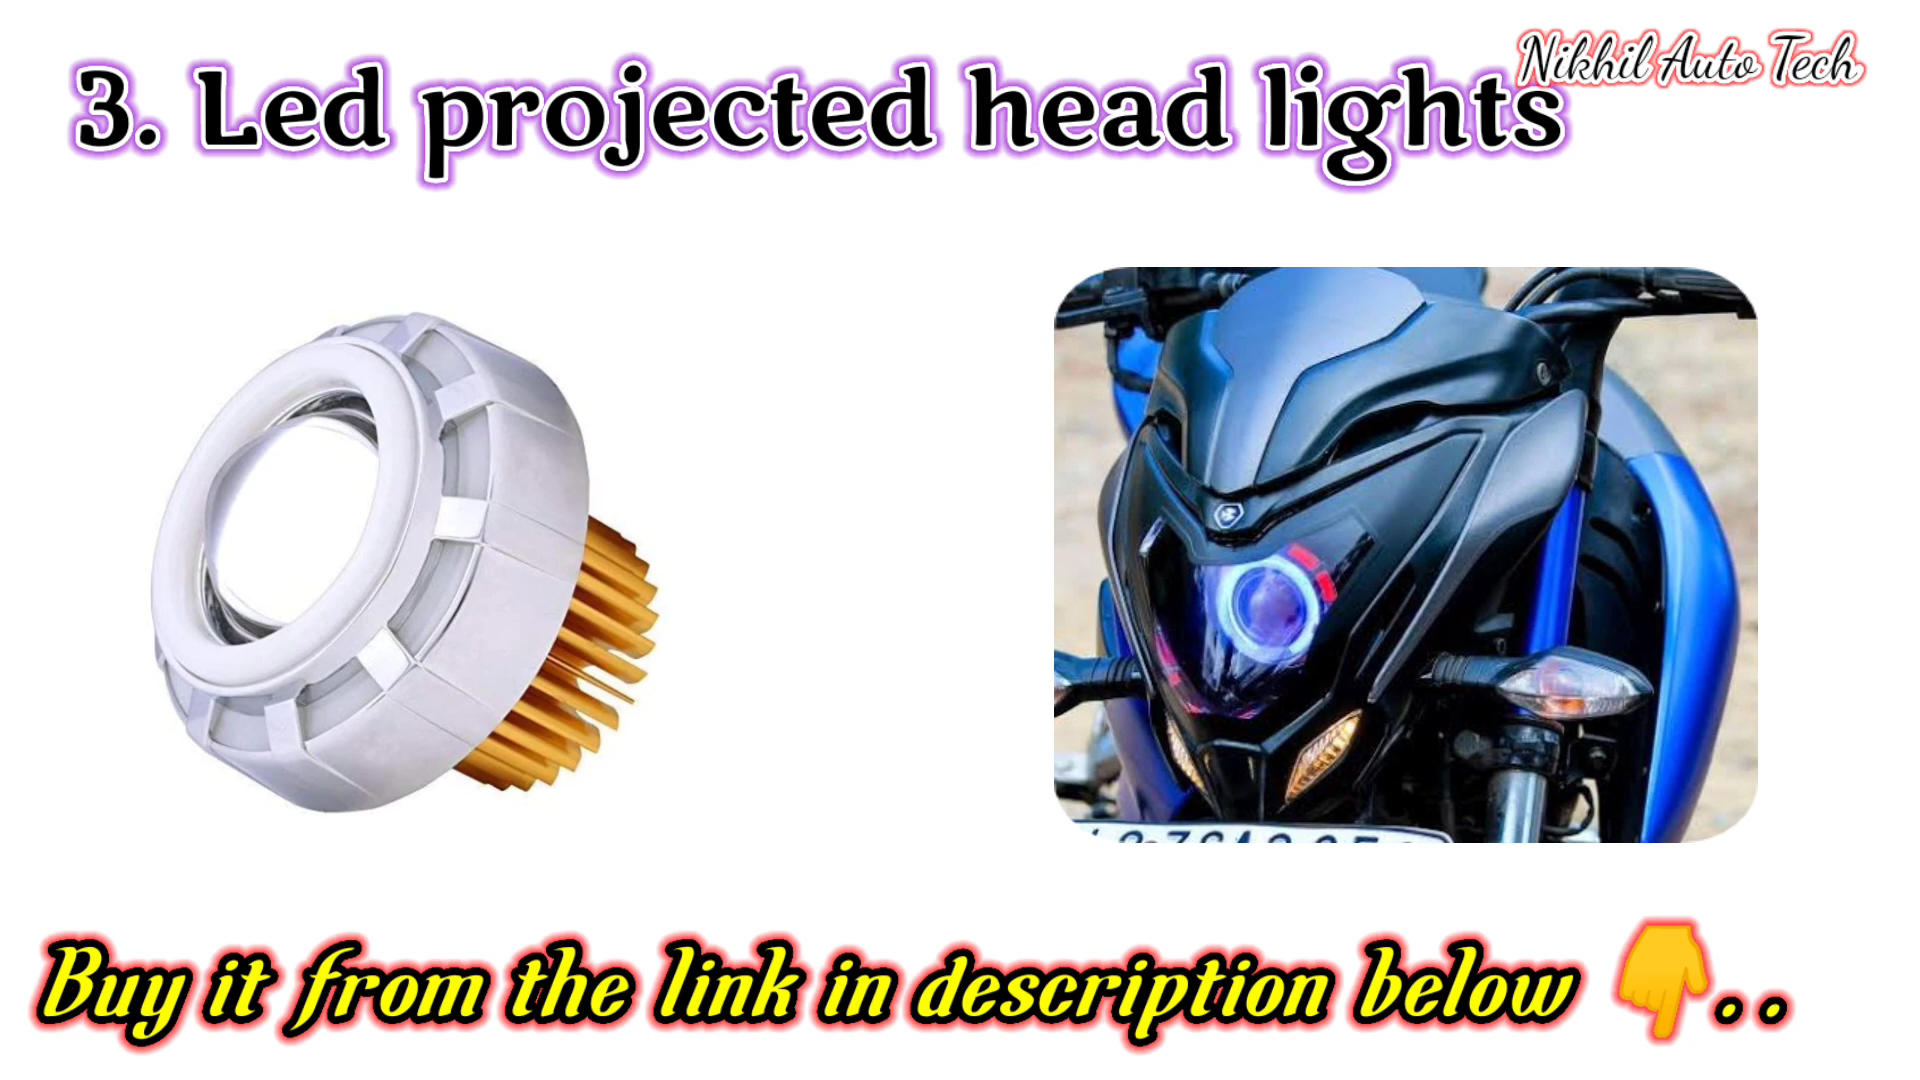 Nikhil Auto Tech
3. Led projected head lights
Buy it from the link in description below 👇..